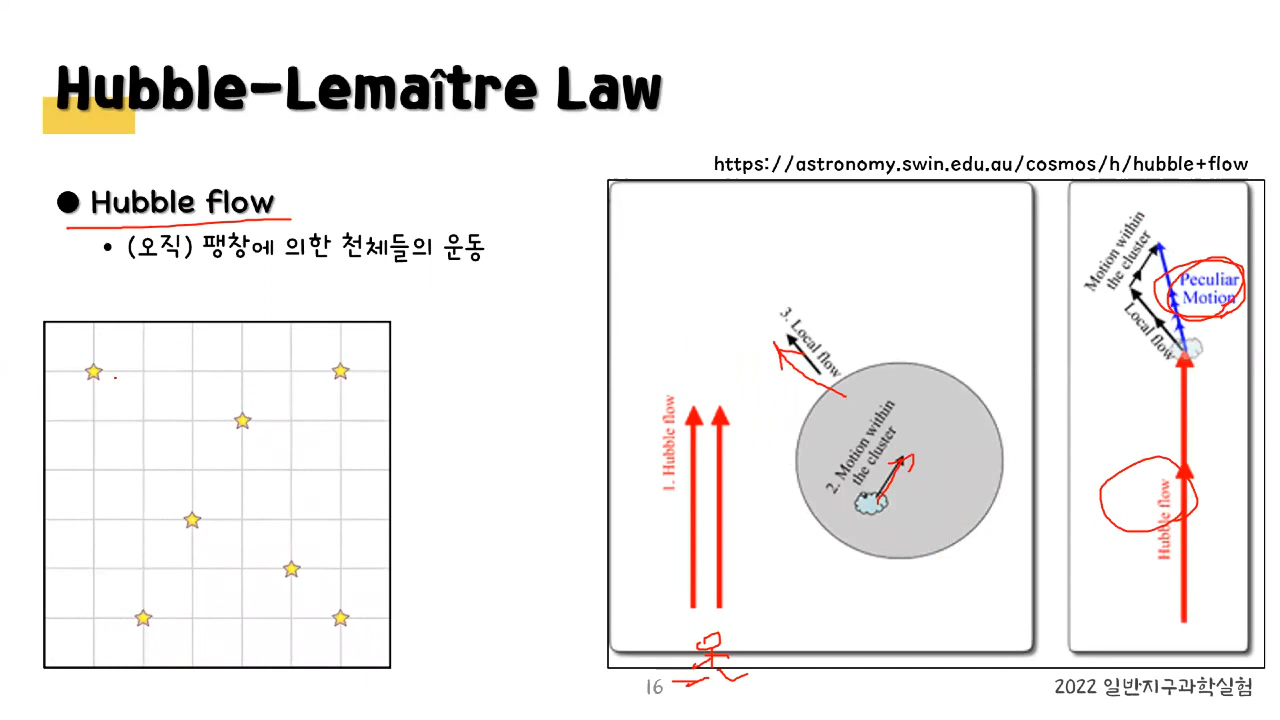 Hubble-Lemaître Law
https://astronomy.swin.edu.au/cosmos/h/hubble+flow
● Hubble flow
• (오직) 팽창에 의한 천체들의 운동
1. Hubble flow
2. Motion within
the cluster
3. Local flow
Motion within
the cluster
Peculiar
Motion
Local flow
Hubble flow
16
2022 일반지구과학실험